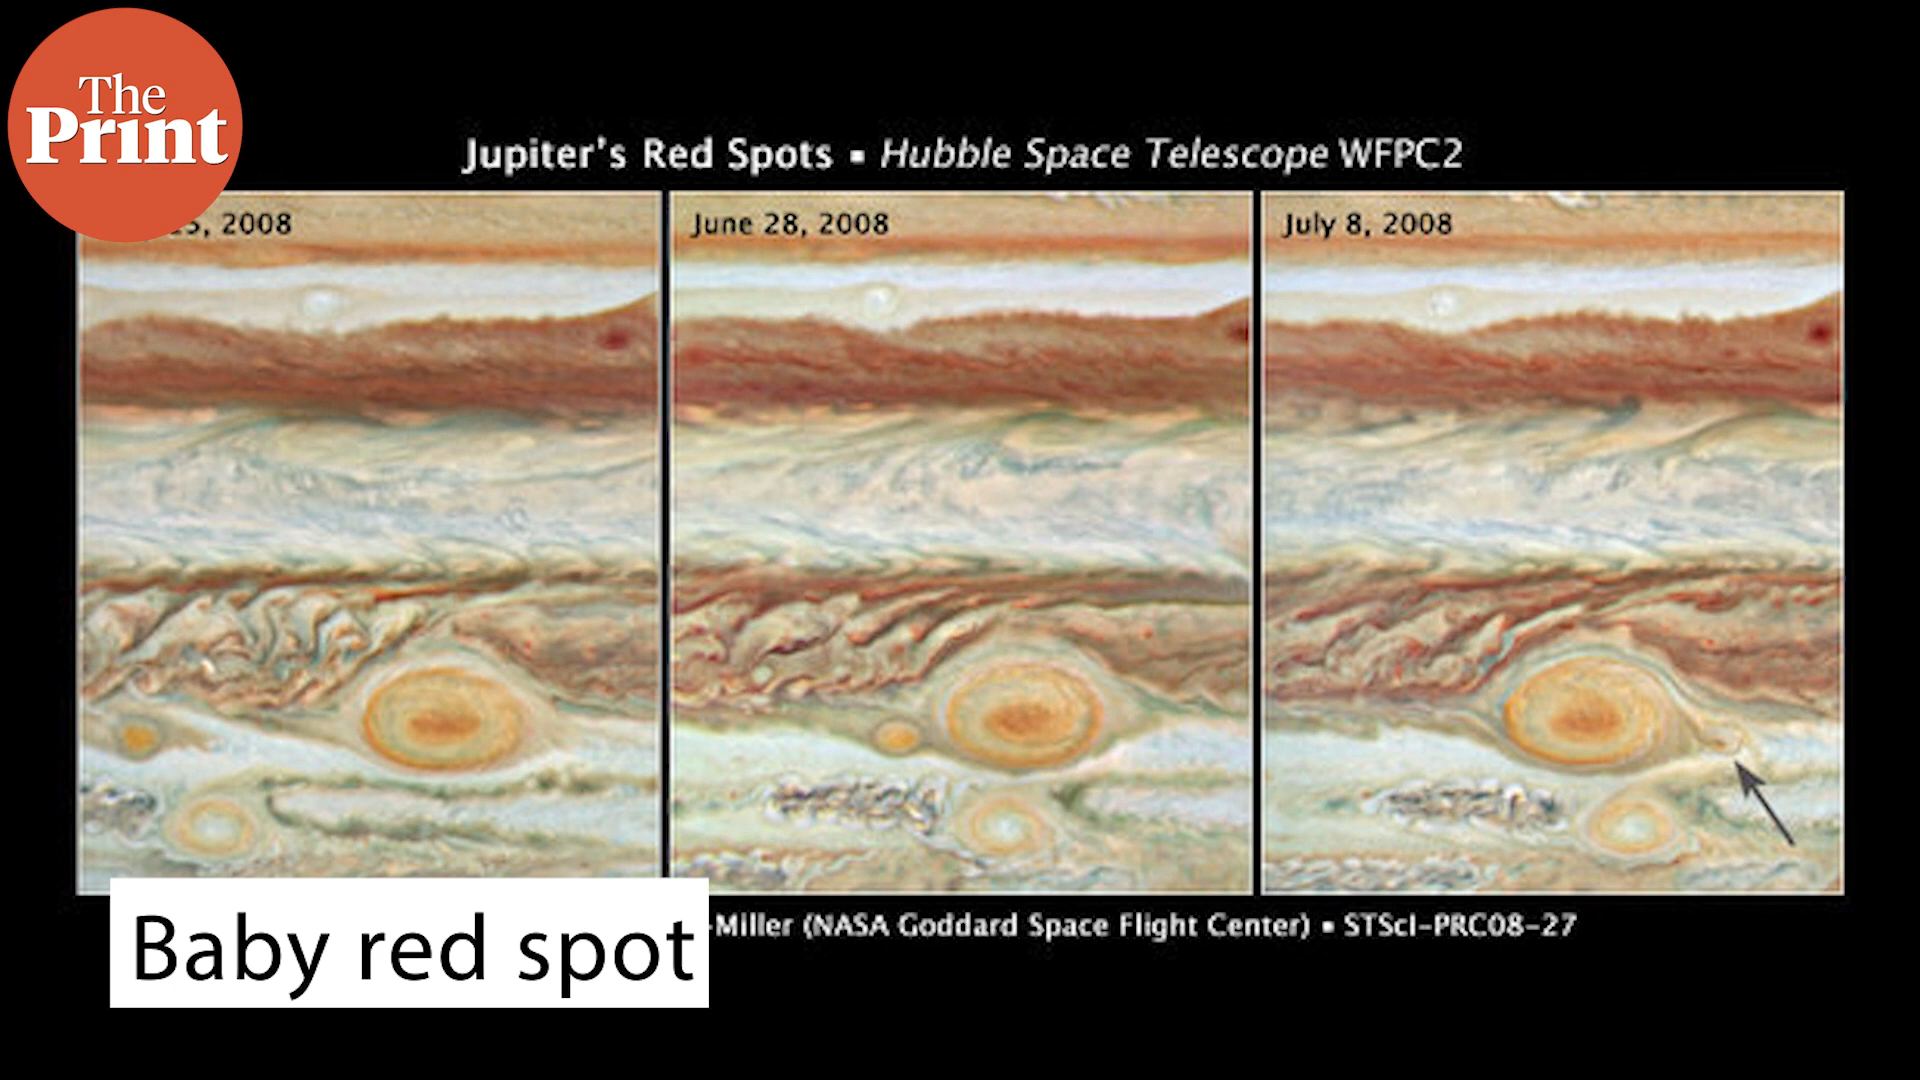 The
Print
Jupiter's Red Spots ▪ Hubble Space Telescope WFPC2
5, 2008
June 28, 2008
July 8, 2008
-Miller (NASA Goddard Space Flight Center) ▪ STScI-PRC08-27
Baby red spot